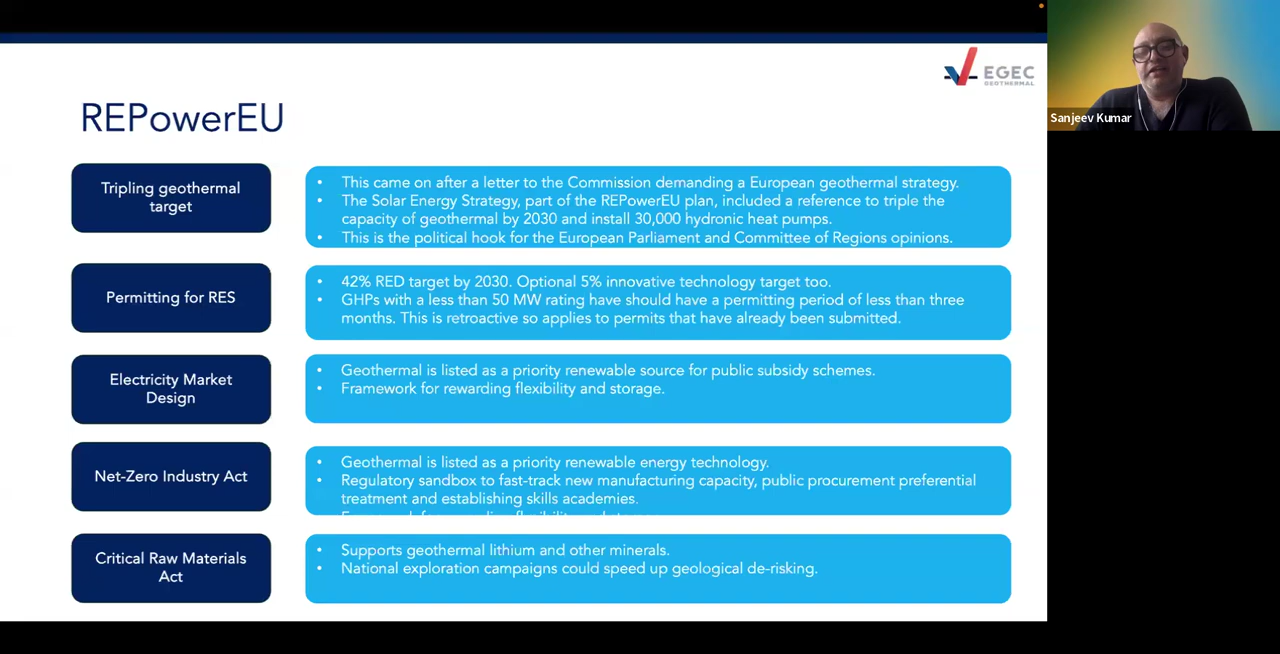 EGEC
GEOTHERMAL
Sanjeev Kumar
REPowerEU
Tripling geothermal
target
• This came on after a letter to the Commission demanding a European geothermal strategy.
• The Solar Energy Strategy, part of the REPowerEU plan, included a reference to triple the
capacity of geothermal by 2030 and install 30,000 hydronic heat pumps.
• This is the political hook for the European Parliament and Committee of Regions opinions.
Permitting for RES
• 42% RED target by 2030. Optional 5% innovative technology target too.
• GHPs with a less than 50 MW rating have should have a permitting period of less than three
months. This is retroactive so applies to permits that have already been submitted.
Electricity Market
Design
• Geothermal is listed as a priority renewable source for public subsidy schemes.
• Framework for rewarding flexibility and storage.
Net-Zero Industry Act
• Geothermal is listed as a priority renewable energy technology.
• Regulatory sandbox to fast-track new manufacturing capacity, public procurement preferential
treatment and establishing skills academies.
Critical Raw Materials
Act
• Supports geothermal lithium and other minerals.
• National exploration campaigns could speed up geological de-risking.